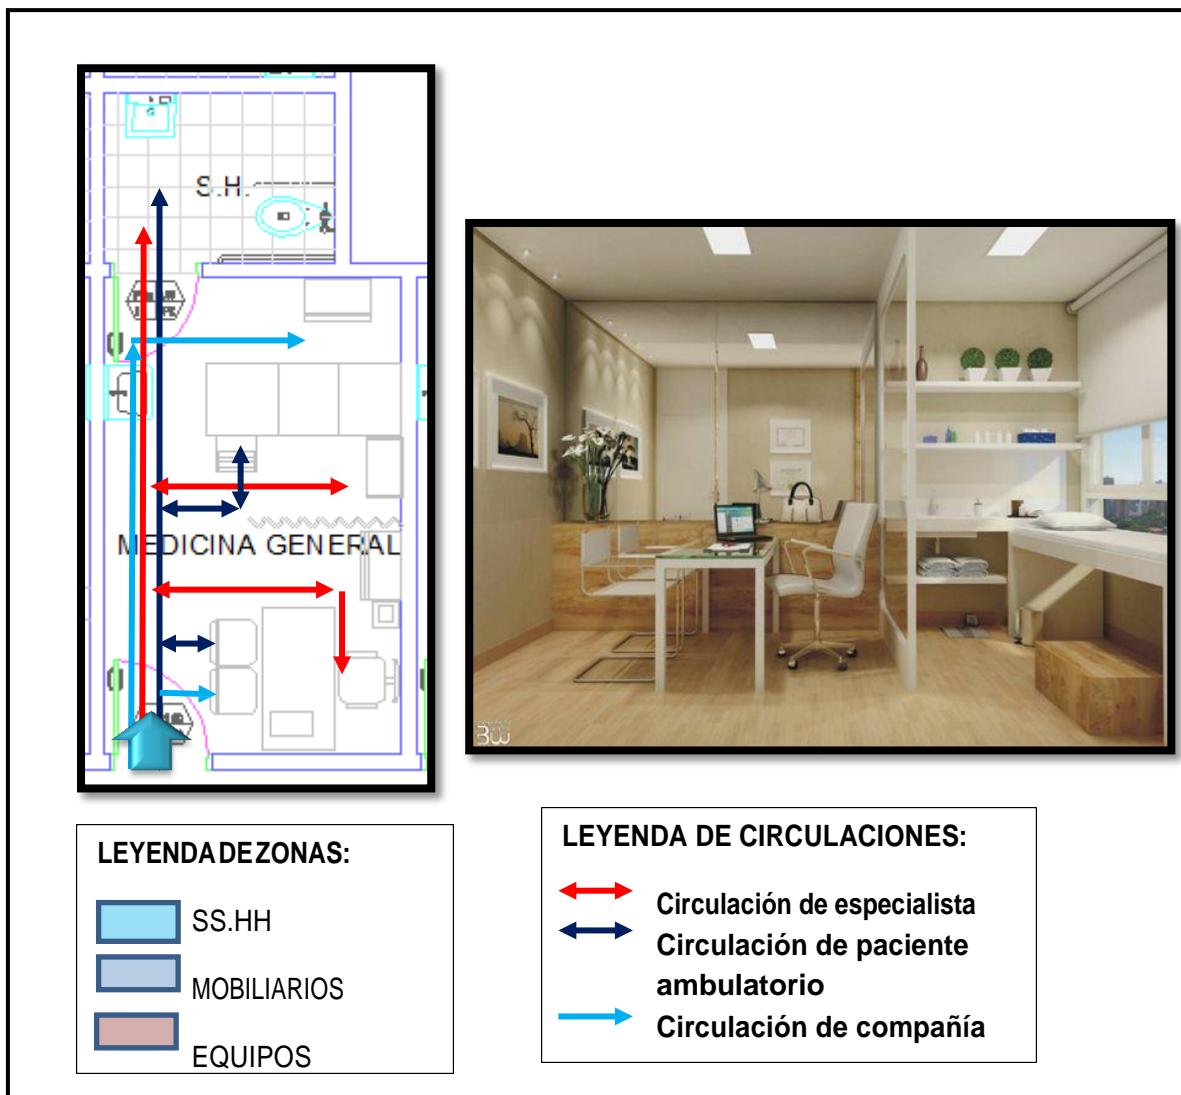 S.H.
MEDICINA GENERAL
LEYENDA DE ZONAS:
SS.HH
MOBILIARIOS
EQUIPOS
LEYENDA DE CIRCULACIONES:
Circulación de especialista
Circulación de paciente
ambulatorio
Circulación de compañía